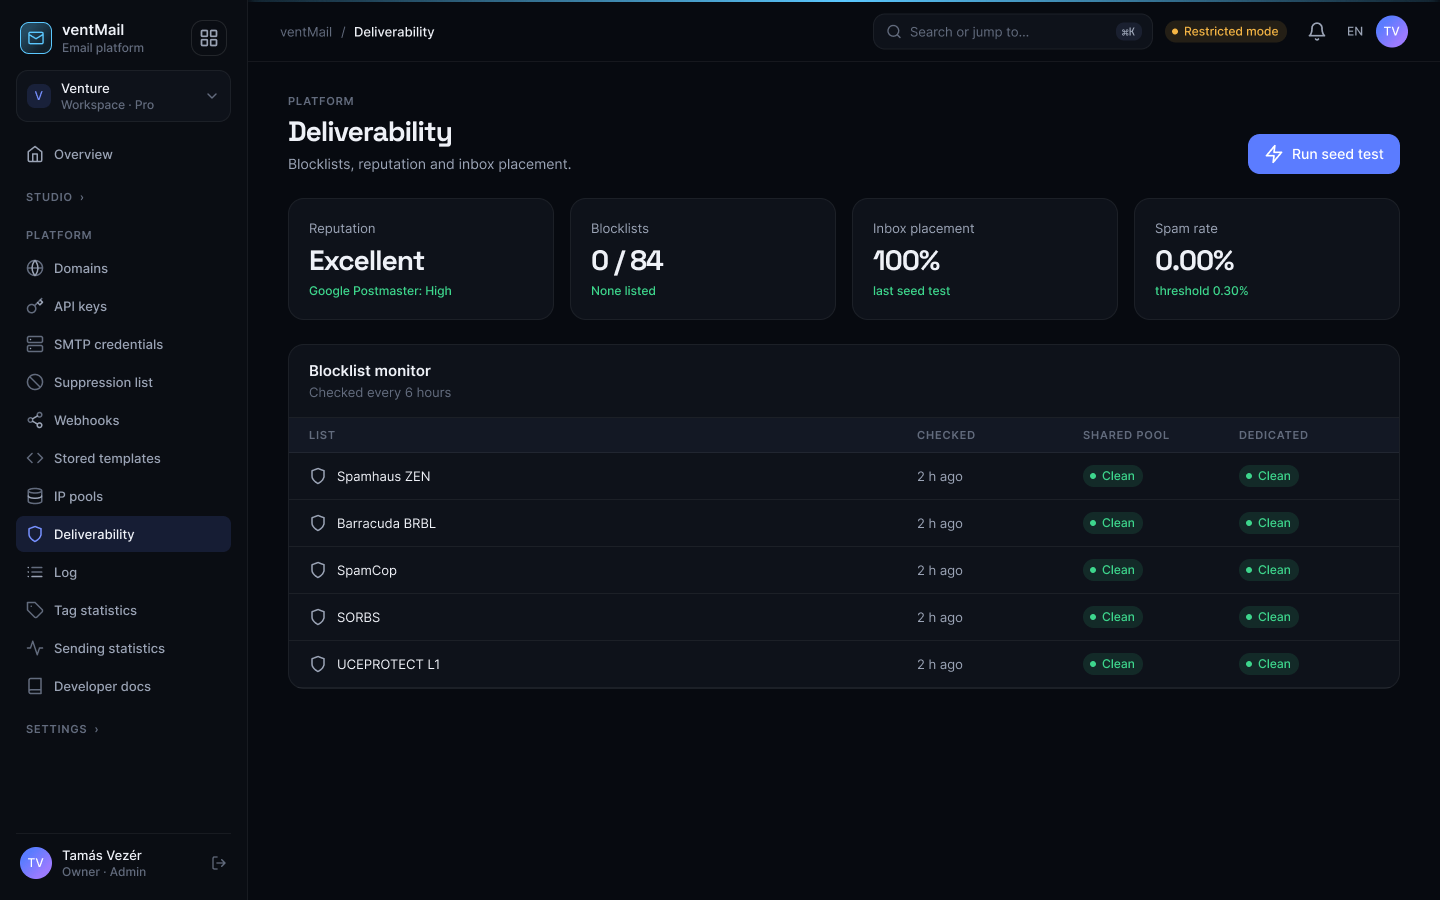 ventMail
Email platform
V
Venture
Workspace · Pro
Overview
STUDIO ›
PLATFORM
Domains
API keys
SMTP credentials
Suppression list
Webhooks
Stored templates
IP pools
Deliverability
Log
Tag statistics
Sending statistics
Developer docs
SETTINGS ›
TV
Tamás Vezér
Owner · Admin
ventMail / Deliverability
Search or jump to...
⌘K
Restricted mode
EN
TV
PLATFORM
Deliverability
Blocklists, reputation and inbox placement.
Run seed test
Reputation
Excellent
Google Postmaster: High
Blocklists
0 / 84
None listed
Inbox placement
100%
last seed test
Spam rate
0.00%
threshold 0.30%
Blocklist monitor
Checked every 6 hours
LIST CHECKED SHARED POOL DEDICATED
Spamhaus ZEN 2 h ago Clean Clean
Barracuda BRBL 2 h ago Clean Clean
SpamCop 2 h ago Clean Clean
SORBS 2 h ago Clean Clean
UCEPROTECT L1 2 h ago Clean Clean